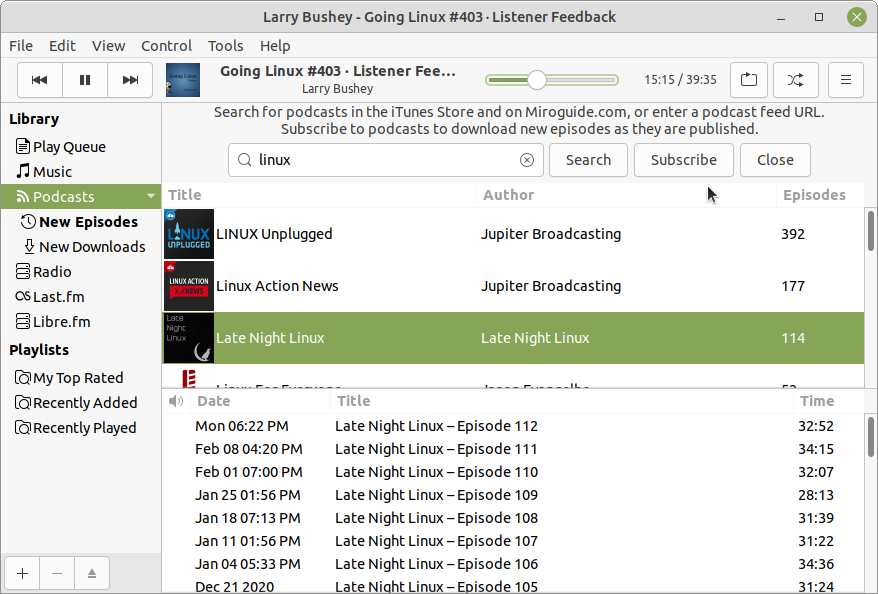 Larry Bushey - Going Linux #403 · Listener Feedback
File Edit View Control Tools Help
Going Linux
Going Linux #403 · Listener Fee...
Larry Bushey
15:15 / 39:35
Library
Play Queue
Music
Podcasts
New Episodes
New Downloads
Radio
Last.fm
Libre.fm
Playlists
My Top Rated
Recently Added
Recently Played
Search for podcasts in the iTunes Store and on Miroguide.com, or enter a podcast feed URL.
Subscribe to podcasts to download new episodes as they are published.
linux Search Subscribe Close
Title Author Episodes
LINUX UNPLUGGED LINUX Unplugged Jupiter Broadcasting 392
LINUX ACTION NEWS Linux Action News Jupiter Broadcasting 177
Late Night Linux Late Night Linux Late Night Linux 114
Date Title Time
Mon 06:22 PM Late Night Linux – Episode 112 32:52
Feb 08 04:20 PM Late Night Linux – Episode 111 34:15
Feb 01 07:00 PM Late Night Linux – Episode 110 32:07
Jan 25 01:56 PM Late Night Linux – Episode 109 28:13
Jan 18 07:13 PM Late Night Linux – Episode 108 31:39
Jan 11 01:56 PM Late Night Linux – Episode 107 31:22
Jan 04 05:33 PM Late Night Linux – Episode 106 34:36
Dec 21 2020 Late Night Linux – Episode 105 31:24